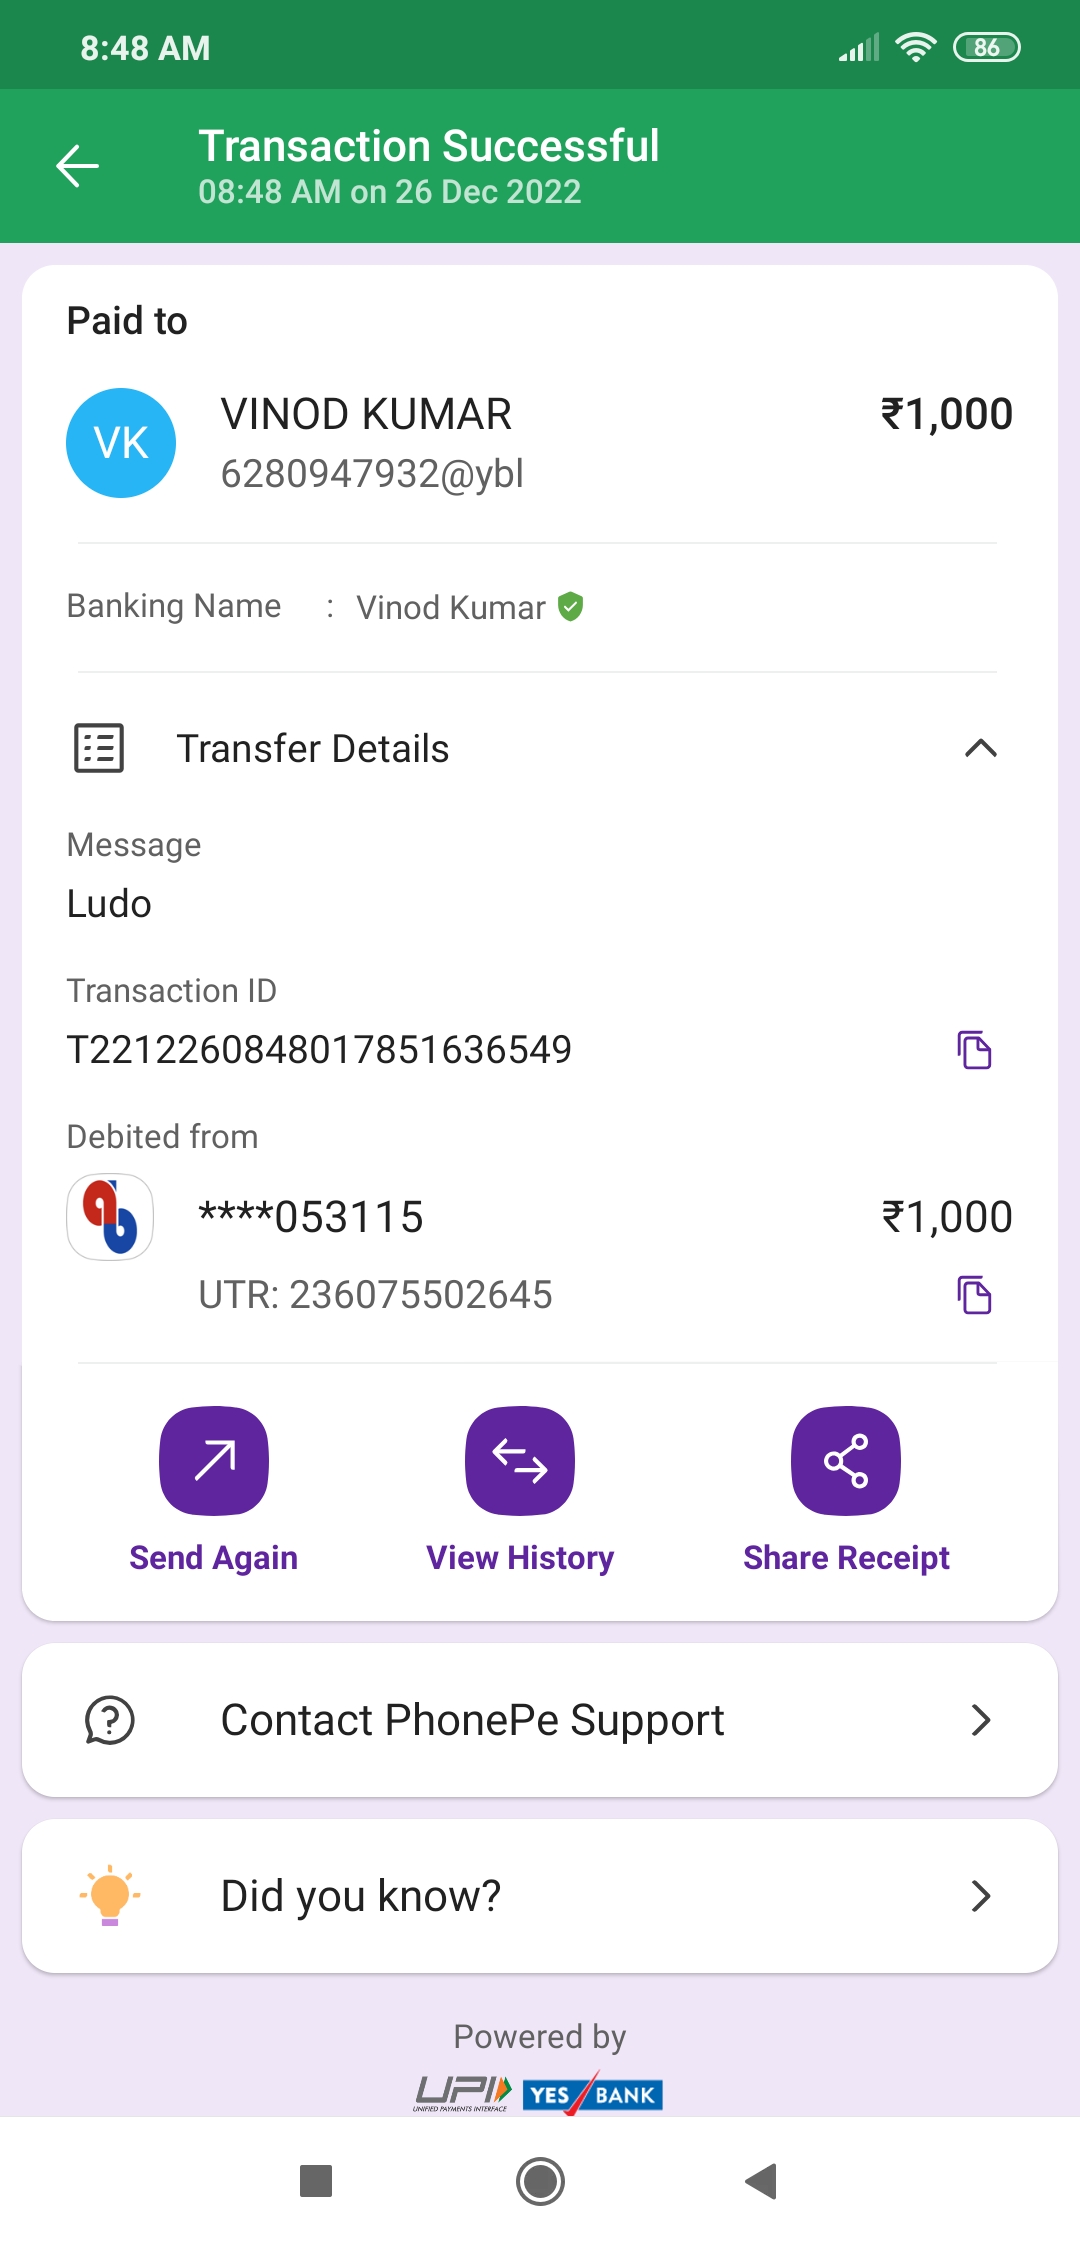 8:48 AM
86
Transaction Successful
08:48 AM on 26 Dec 2022
Paid to
VK
VINOD KUMAR
₹1,000
6280947932@ybl
Banking Name : Vinod Kumar
Transfer Details
Message
Ludo
Transaction ID
T2212260848017851636549
Debited from
****053115
₹1,000
UTR: 236075502645
Send Again
View History
Share Receipt
Contact PhonePe Support
Did you know?
Powered by
UPI
UNIFIED PAYMENTS INTERFACE
YES BANK